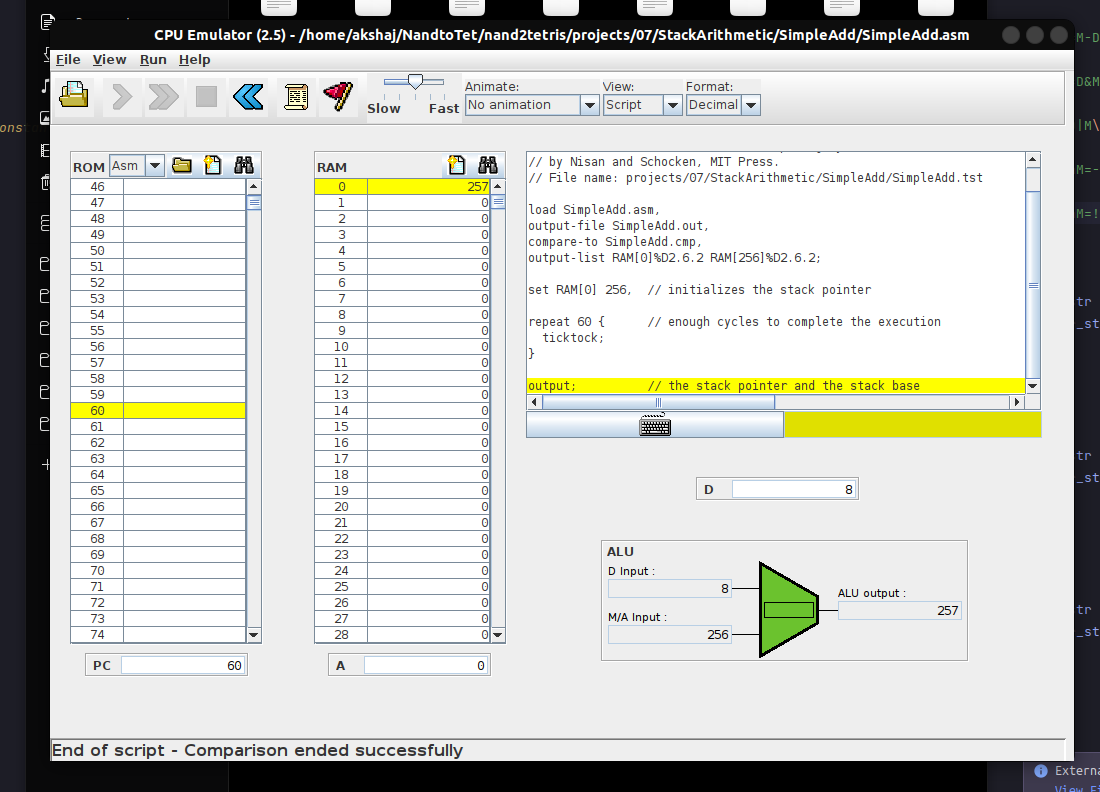 CPU Emulator (2.5) - /home/akshaj/NandtoTet/nand2tetris/projects/07/StackArithmetic/SimpleAdd/SimpleAdd.asm
File View Run Help
Slow Fast
Animate: View: Format:
No animation Script Decimal
ROM Asm
46
47
48
49
50
51
52
53
54
55
56
57
58
59
60
61
62
63
64
65
66
67
68
69
70
71
72
73
74
PC 60
RAM
0 257
1 0
2 0
3 0
4 0
5 0
6 0
7 0
8 0
9 0
10 0
11 0
12 0
13 0
14 0
15 0
16 0
17 0
18 0
19 0
20 0
21 0
22 0
23 0
24 0
25 0
26 0
27 0
28 0
A 0
// by Nisan and Schocken, MIT Press.
// File name: projects/07/StackArithmetic/SimpleAdd/SimpleAdd.tst
load SimpleAdd.asm,
output-file SimpleAdd.out,
compare-to SimpleAdd.cmp,
output-list RAM[0]%D2.6.2 RAM[256]%D2.6.2;
set RAM[0] 256,  // initializes the stack pointer
repeat 60 {      // enough cycles to complete the execution
ticktock;
}
output;          // the stack pointer and the stack base
D 8
ALU
D Input :
8
M/A Input :
256
ALU output :
257
End of script - Comparison ended successfully
ons
M-D
D&M
|M\
M=-
M=!
tr
_st
tr
_st
tr
_st
Externa